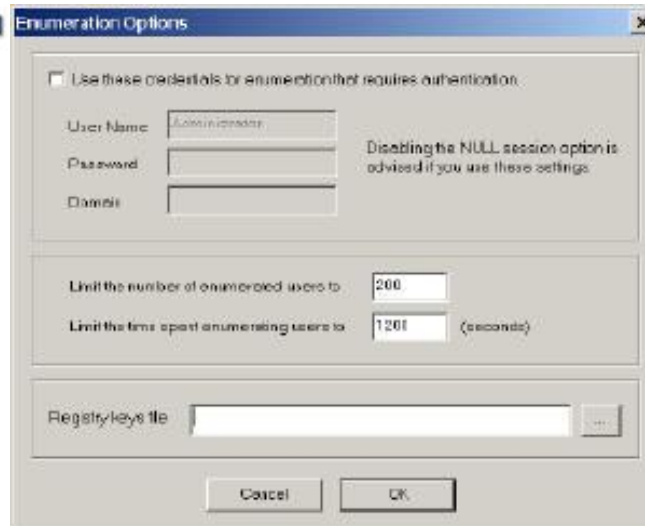 Enumeration Options
Use these credentials for enumeration that requires authentication
User Name
Administrator
Password
Disabling the NULL session option is
advised if you use these settings
Domain
Limit the number of enumerated users to
200
Limit the time spent enumerating users to
1200
(seconds)
Registry keys file
...
Cancel
OK